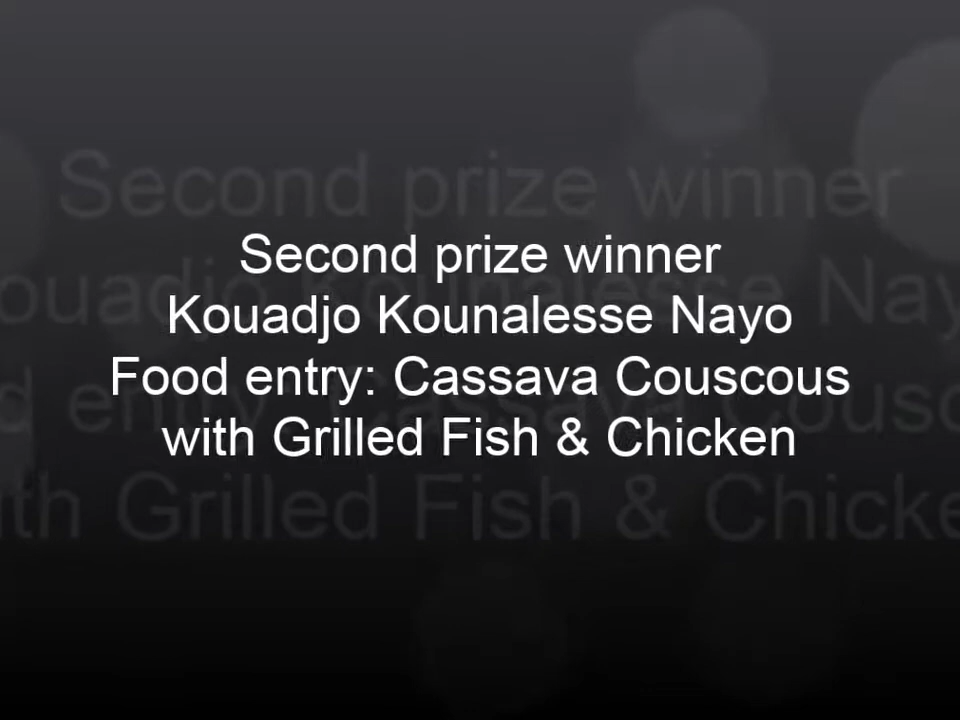 Second prize winner
Kouadjo Kounalesse Nayo
Food entry: Cassava Couscous
with Grilled Fish & Chicken